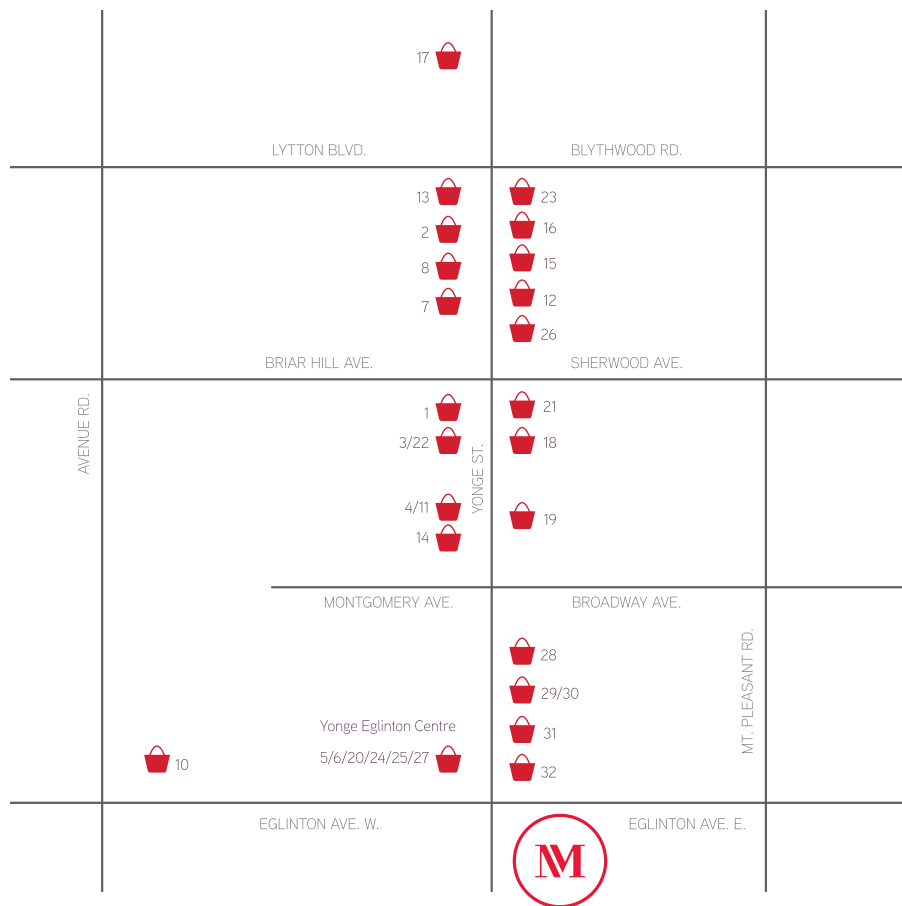 17
LYTTON BLVD.
BLYTHWOOD RD.
13
23
2
16
8
15
7
12
26
BRIAR HILL AVE.
SHERWOOD AVE.
AVENUE RD.
1
21
3/22
18
YONGE ST.
4/11
19
14
MONTGOMERY AVE.
BROADWAY AVE.
28
MT. PLEASANT RD.
29/30
Yonge Eglinton Centre
31
5/6/20/24/25/27
10
32
EGLINTON AVE. W.
EGLINTON AVE. E.
NM